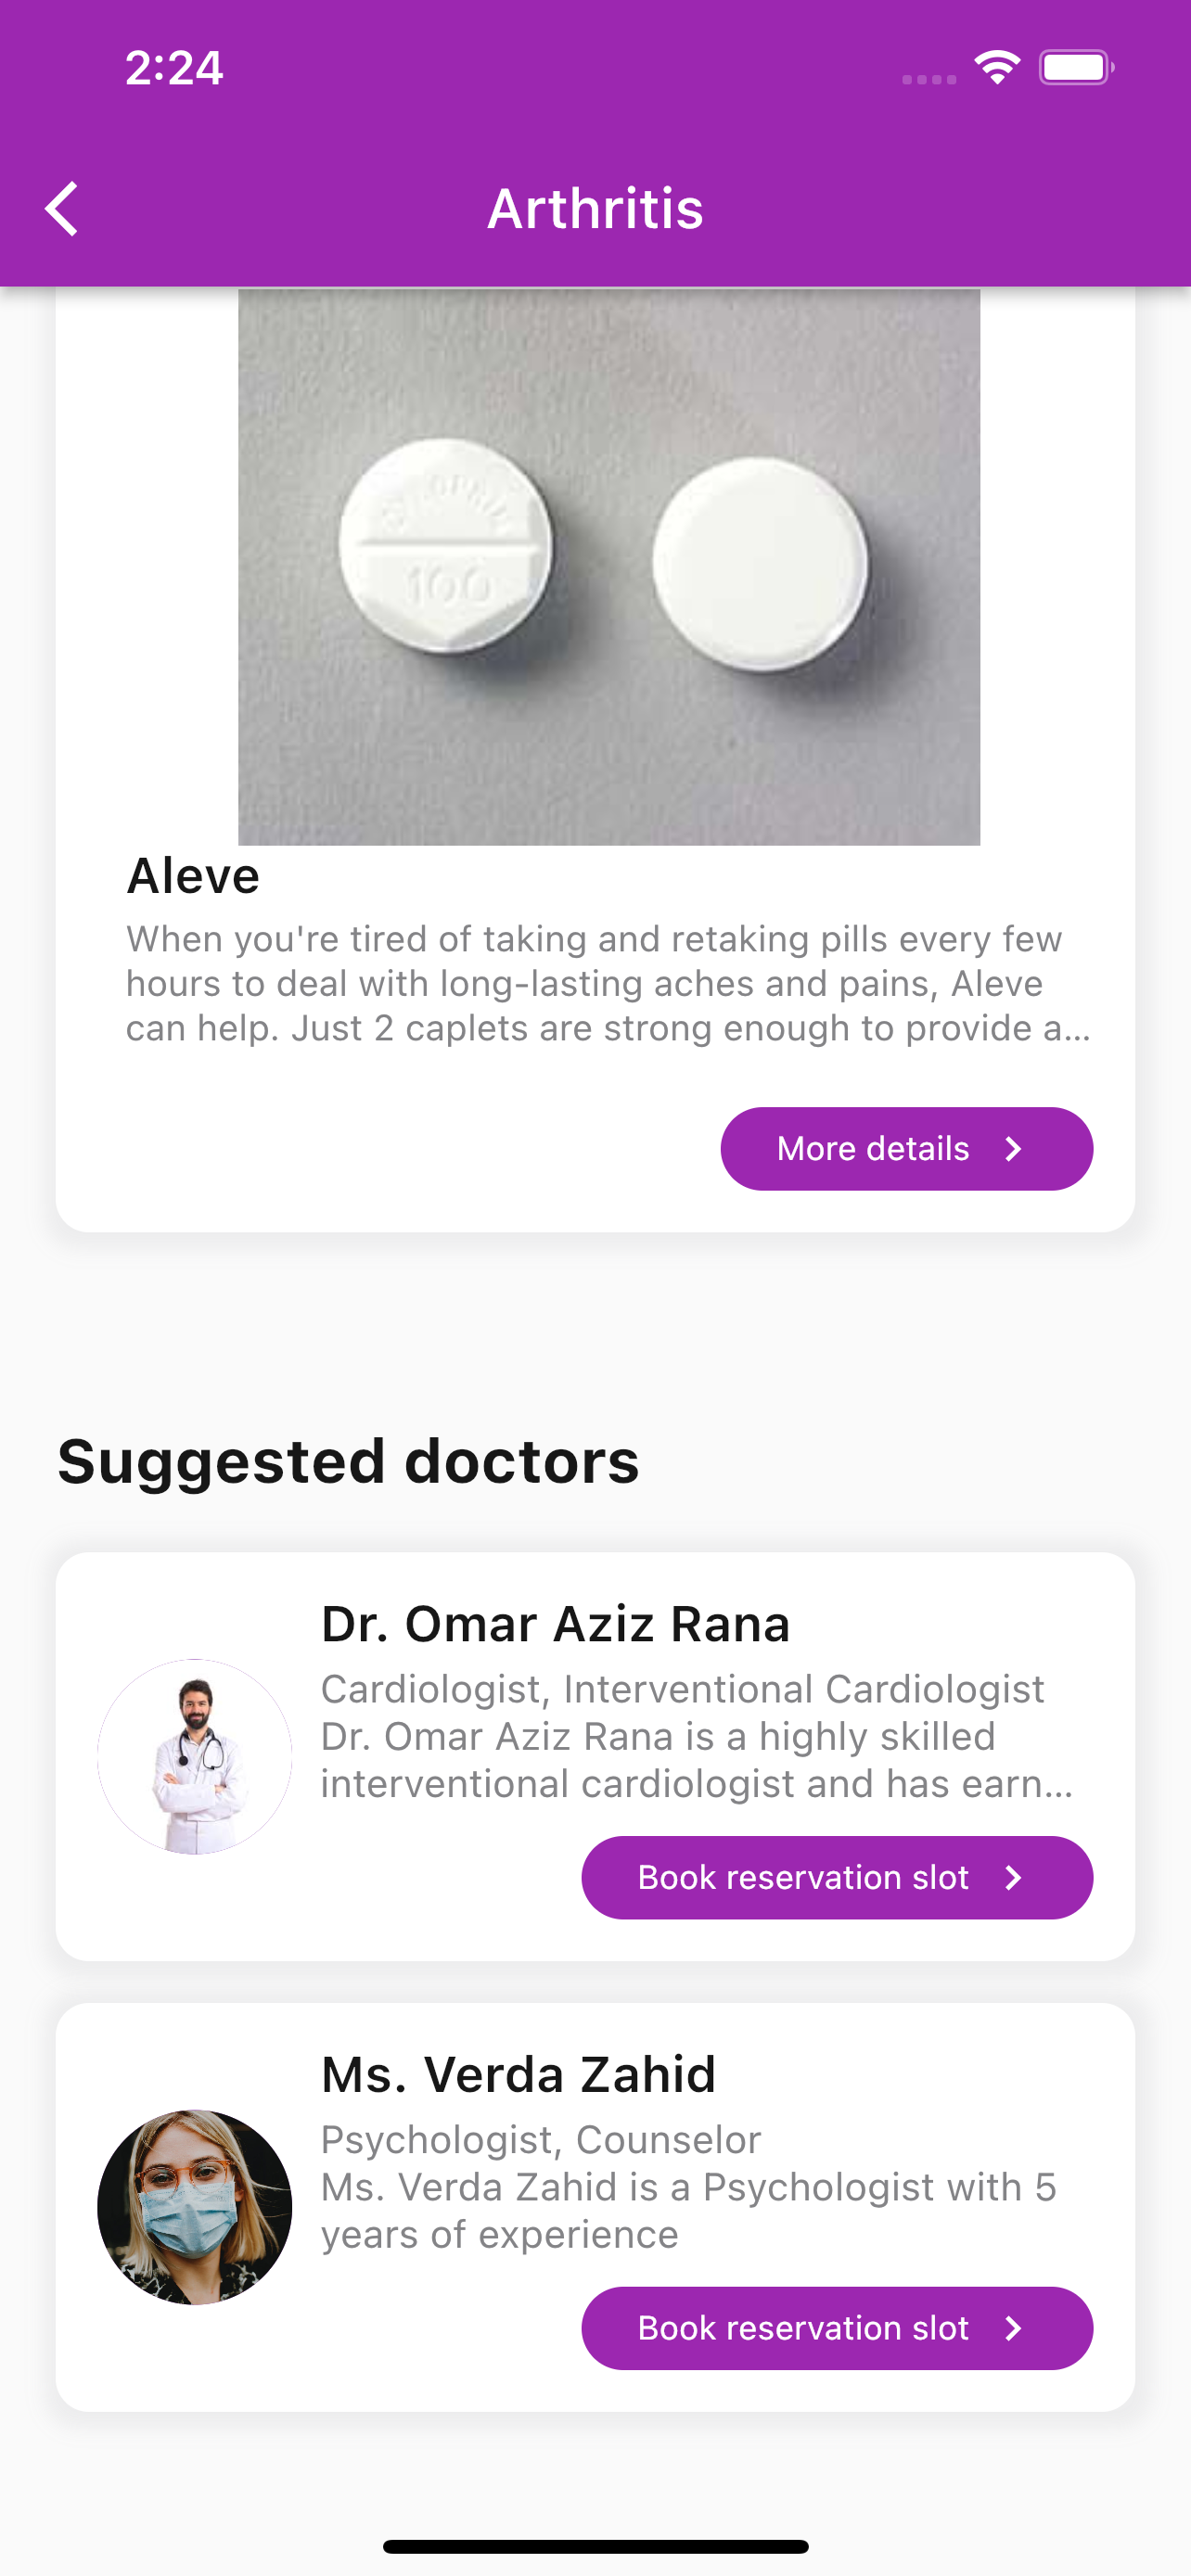 2:24
Arthritis
100
Aleve
When you're tired of taking and retaking pills every few
hours to deal with long-lasting aches and pains, Aleve
can help. Just 2 caplets are strong enough to provide a...
More details
Suggested doctors
Dr. Omar Aziz Rana
Cardiologist, Interventional Cardiologist
Dr. Omar Aziz Rana is a highly skilled
interventional cardiologist and has earn...
Book reservation slot
Ms. Verda Zahid
Psychologist, Counselor
Ms. Verda Zahid is a Psychologist with 5
years of experience
Book reservation slot